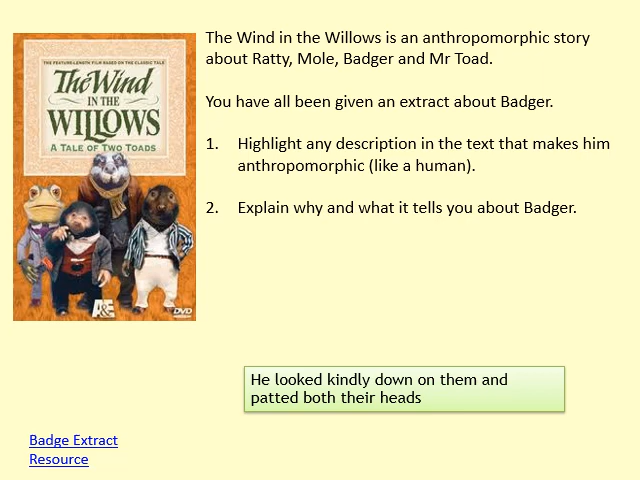 The Wind in the Willows is an anthropomorphic story
about Ratty, Mole, Badger and Mr Toad.
You have all been given an extract about Badger.
1. Highlight any description in the text that makes him
anthropomorphic (like a human).
2. Explain why and what it tells you about Badger.
THE FEATURE-LENGTH FILM BASED ON THE CLASSIC TALE
The Wind
IN THE
WILLOWS
A TALE OF TWO TOADS
A&E
DVD
He looked kindly down on them and
patted both their heads
Badge Extract
Resource